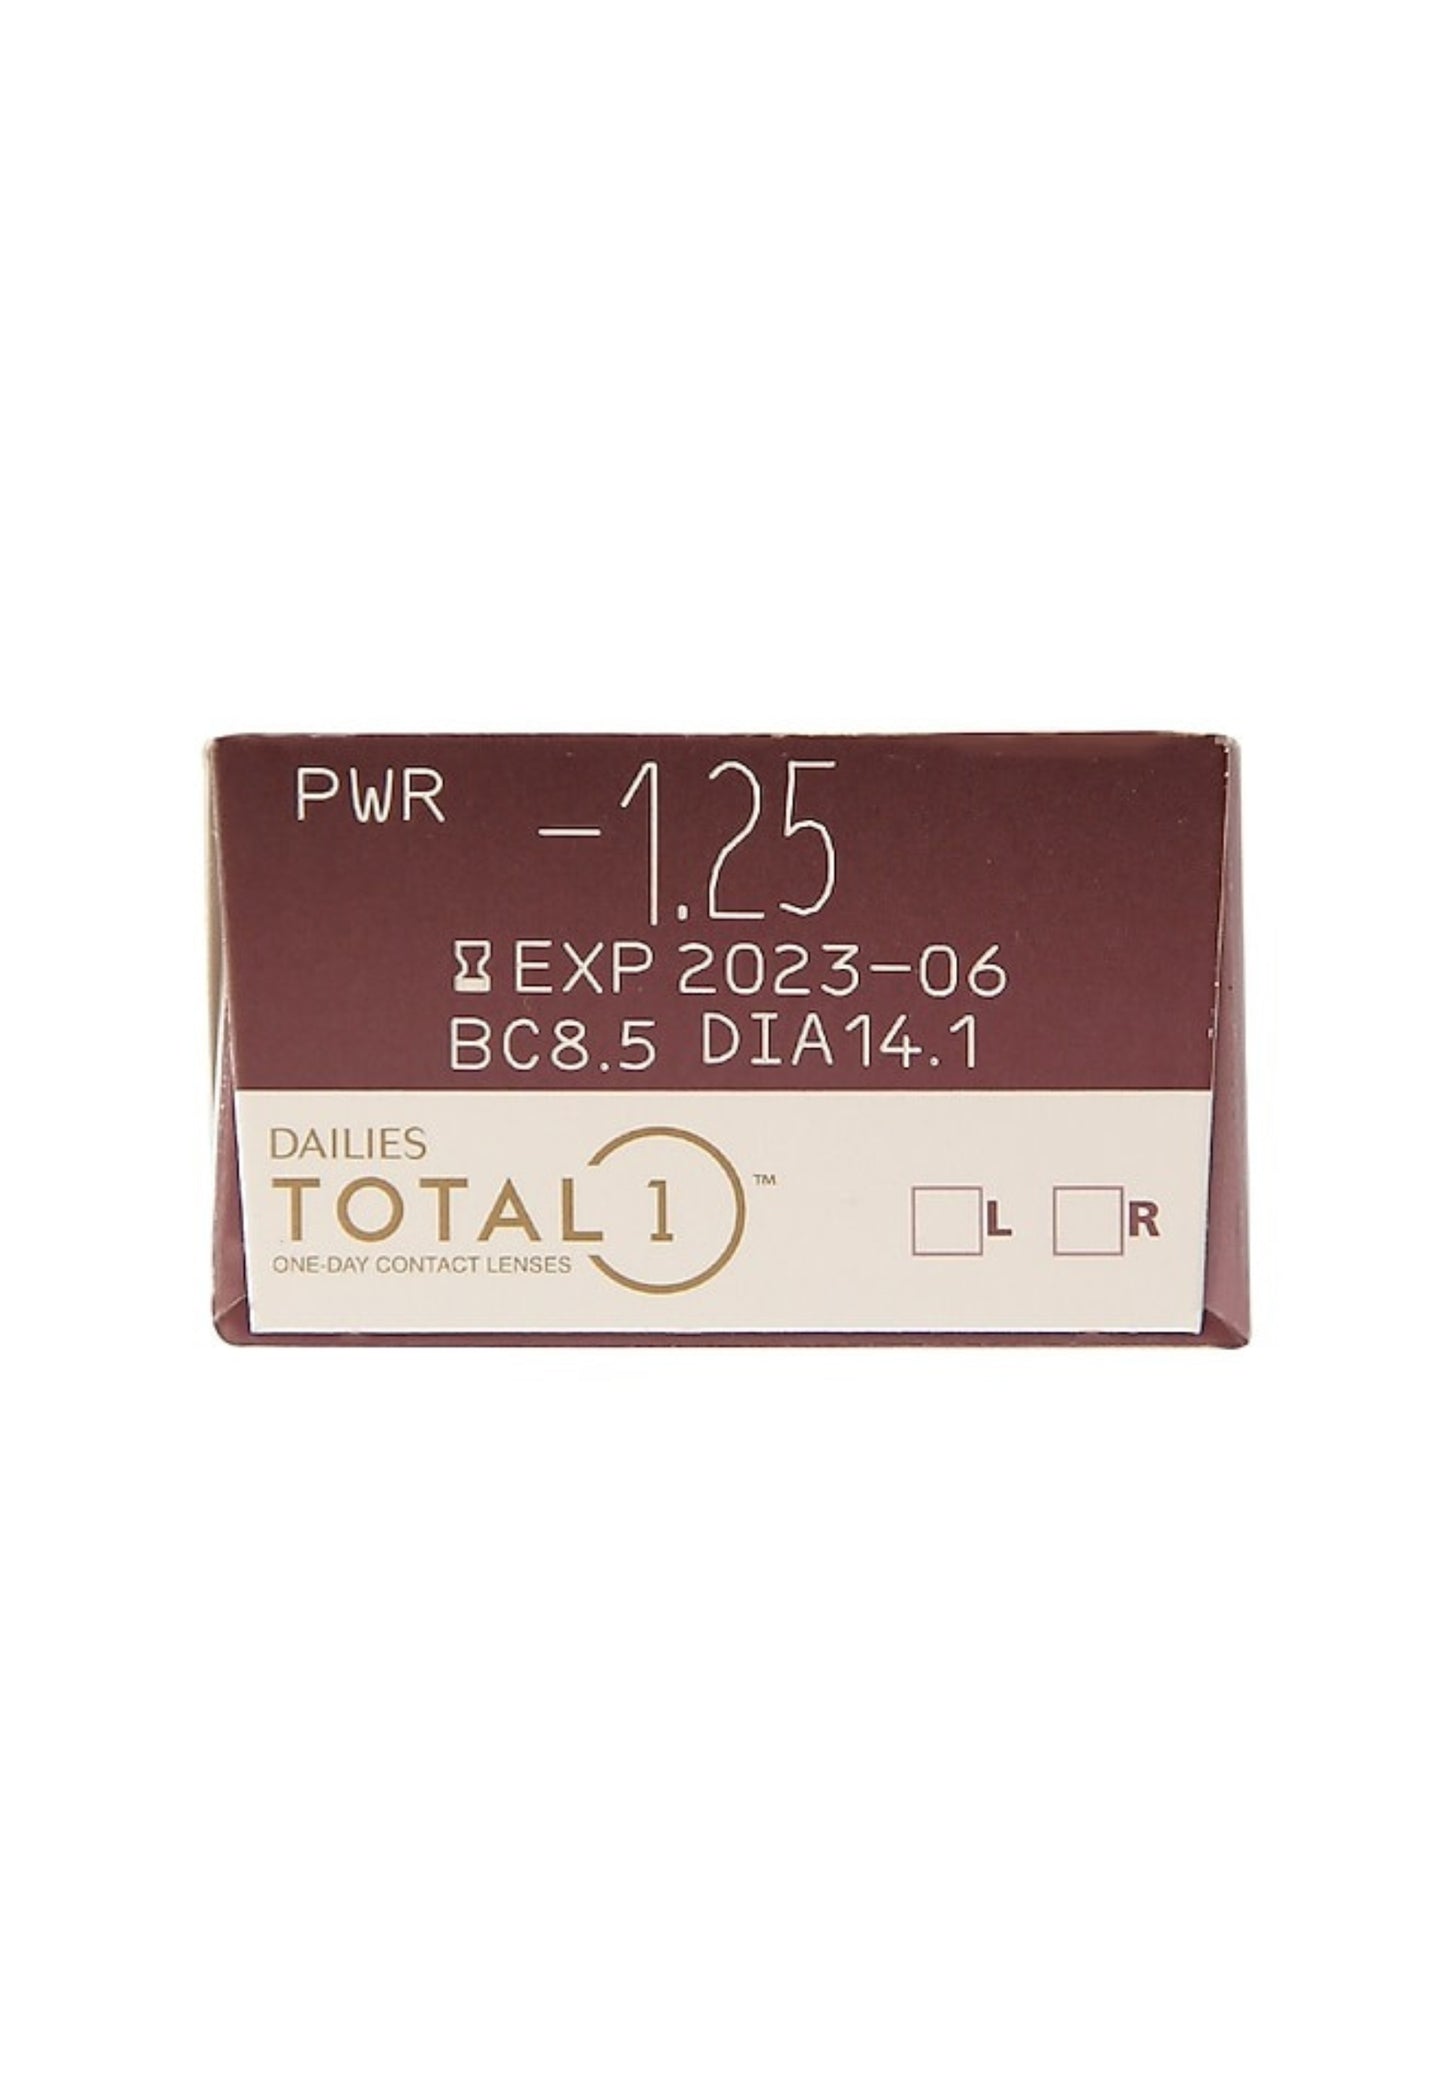 PWR -1.25
EXP 2023-06
BC8.5 DIA14.1
DAILIES
TOTAL 1™
ONE-DAY CONTACT LENSES
L R